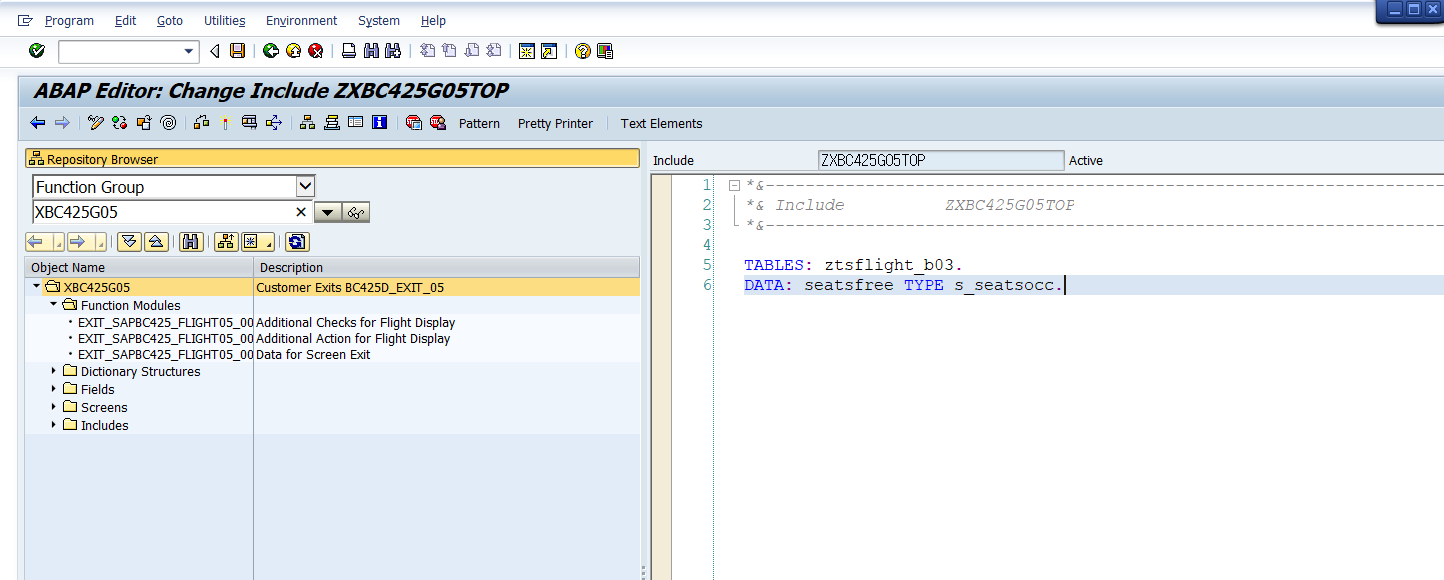 Program Edit Goto Utilities Environment System Help
ABAP Editor: Change Include ZXBC425G05TOP
Pattern Pretty Printer Text Elements
Repository Browser
Function Group
XBC425G05
Object Name Description
XBC425G05 Customer Exits BC425D_EXIT_05
Function Modules
EXIT_SAPBC425_FLIGHT05_00 Additional Checks for Flight Display
EXIT_SAPBC425_FLIGHT05_00 Additional Action for Flight Display
EXIT_SAPBC425_FLIGHT05_00 Data for Screen Exit
Dictionary Structures
Fields
Screens
Includes
Include ZXBC425G05TOP Active
1 *&---------------------------------------------------------------------
2 *& Include ZXBC425G05TOP
3 *&---------------------------------------------------------------------
4
5 TABLES: ztsflight_b03.
6 DATA: seatsfree TYPE s_seatsocc.